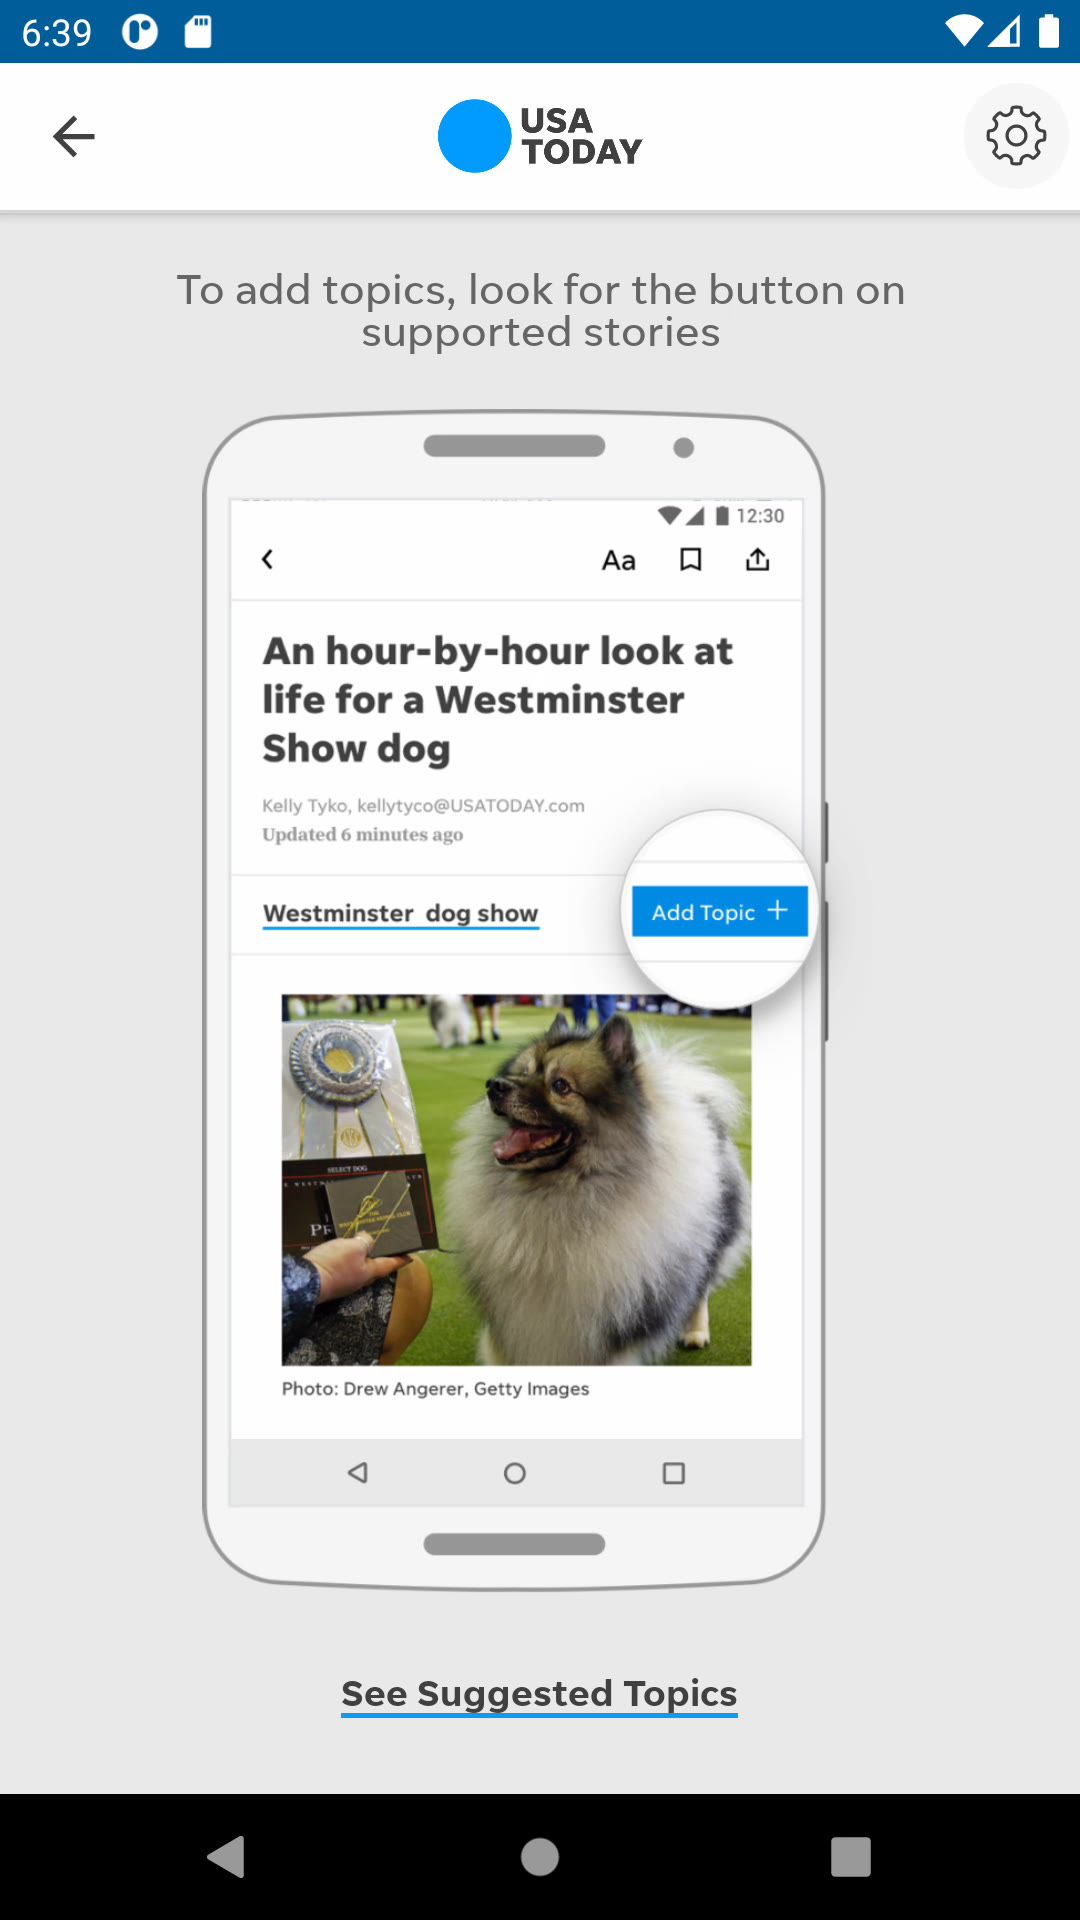 6:39
USA
TODAY
To add topics, look for the button on
supported stories
12:30
Aa
An hour-by-hour look at
life for a Westminster
Show dog
Kelly Tyko, kellytyco@USATODAY.com
Updated 6 minutes ago
Westminster dog show
Add Topic
SELECT DOG
Photo: Drew Angerer, Getty Images
See Suggested Topics